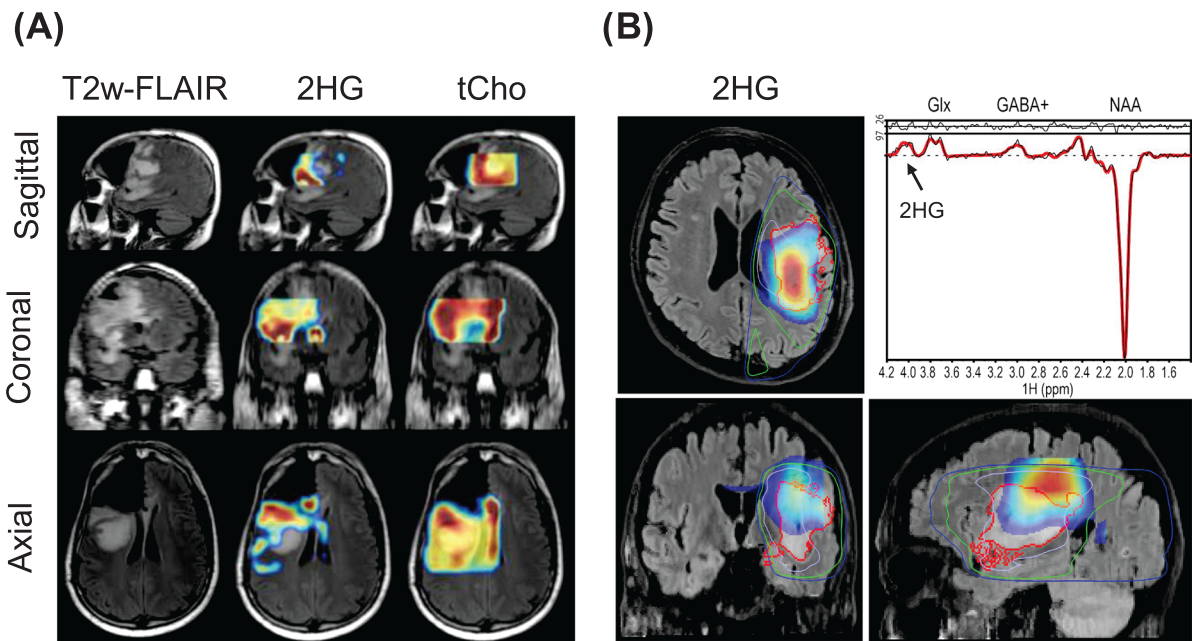 (A)
T2w-FLAIR 2HG tCho
Sagittal
Coronal
Axial
(B)
2HG
Glx GABA+ NAA
26
97
2HG
4.2 4.0 3.8 3.6 3.4 3.2 3.0 2.8 2.6 2.4 2.2 2.0 1.8 1.6
1H (ppm)